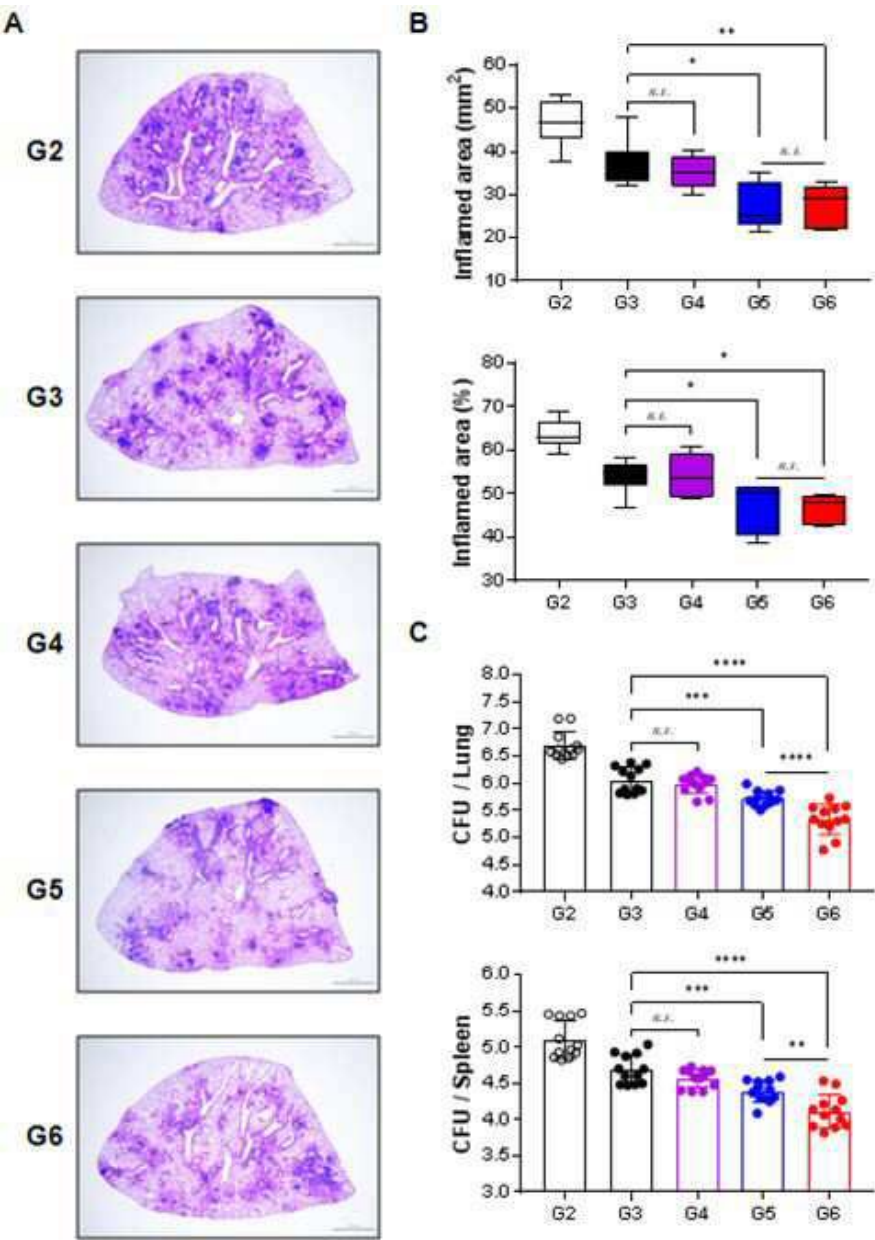 A
G2
G3
G4
G5
G6
B
**
*
n.s.
n.s.
Inflamed area (mm²)
60
50
40
30
20
10
G2 G3 G4 G5 G6
*
*
n.s.
n.s.
Inflamed area (%)
80
70
60
50
40
30
G2 G3 G4 G5 G6
C
****
***
n.s.
****
CFU / Lung
8.0
7.5
7.0
6.5
6.0
5.5
5.0
4.5
4.0
G2 G3 G4 G5 G6
****
***
n.s.
**
CFU / Spleen
6.0
5.5
5.0
4.5
4.0
3.5
3.0
G2 G3 G4 G5 G6